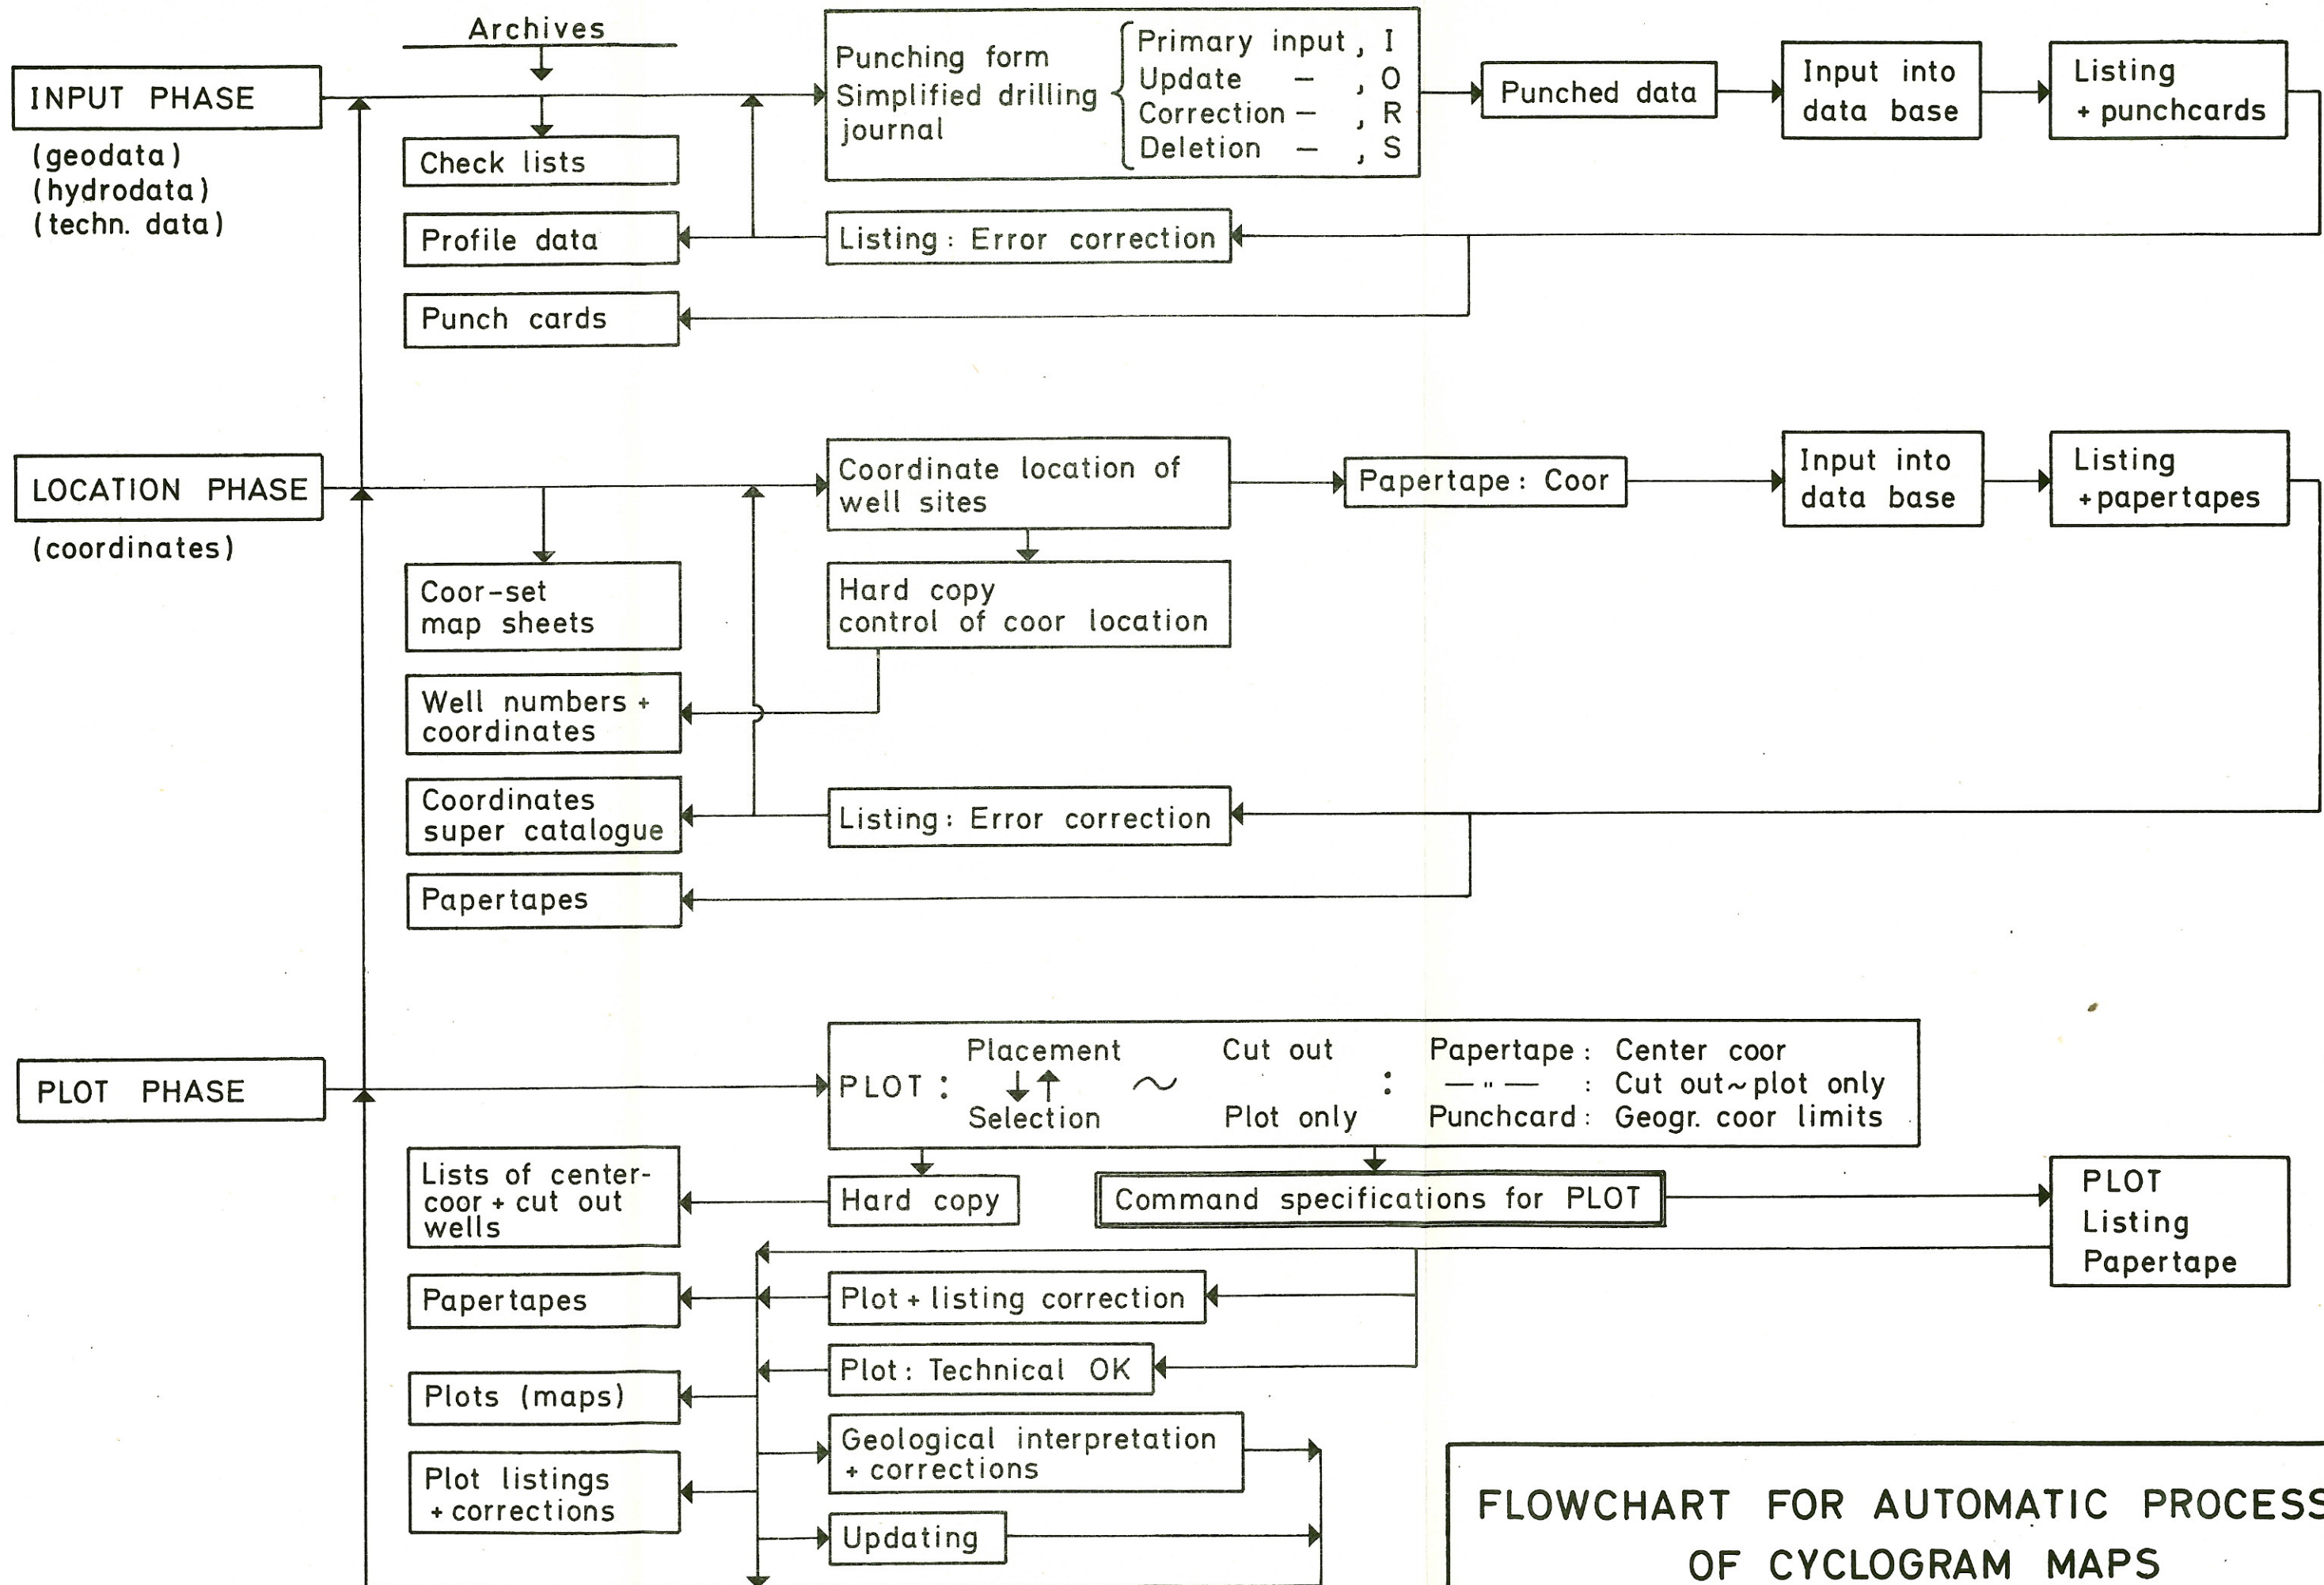 Archives
INPUT PHASE
(geodata)
(hydrodata)
(techn. data)
Check lists
Profile data
Punch cards
Punching form
Simplified drilling
journal
Primary input, I
Update — , O
Correction — , R
Deletion — , S
Punched data
Input into
data base
Listing
+ punchcards
Listing: Error correction
LOCATION PHASE
(coordinates)
Coordinate location of
well sites
Papertape: Coor
Input into
data base
Listing
+papertapes
Coor-set
map sheets
Hard copy
control of coor location
Well numbers +
coordinates
Coordinates
super catalogue
Listing: Error correction
Papertapes
PLOT PHASE
PLOT :
Placement
↓↑
Selection
~
Cut out
Plot only
:
Papertape: Center coor
— " — : Cut out~plot only
Punchcard: Geogr. coor limits
Lists of center-
coor + cut out
wells
Hard copy
Command specifications for PLOT
PLOT
Listing
Papertape
Papertapes
Plot + listing correction
Plot: Technical OK
Plots (maps)
Geological interpretation
+ corrections
Plot listings
+ corrections
Updating
FLOWCHART FOR AUTOMATIC PROCESS
OF CYCLOGRAM MAPS